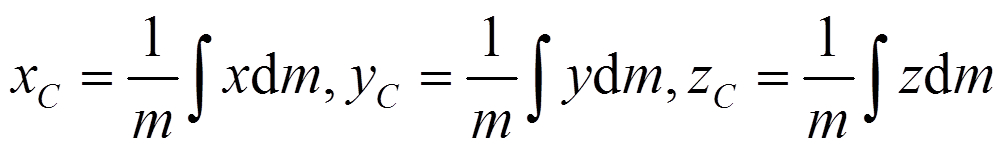 x_C = \frac{1}{m} \int x \mathrm{d}m, y_C = \frac{1}{m} \int y \mathrm{d}m, z_C = \frac{1}{m} \int z \mathrm{d}m